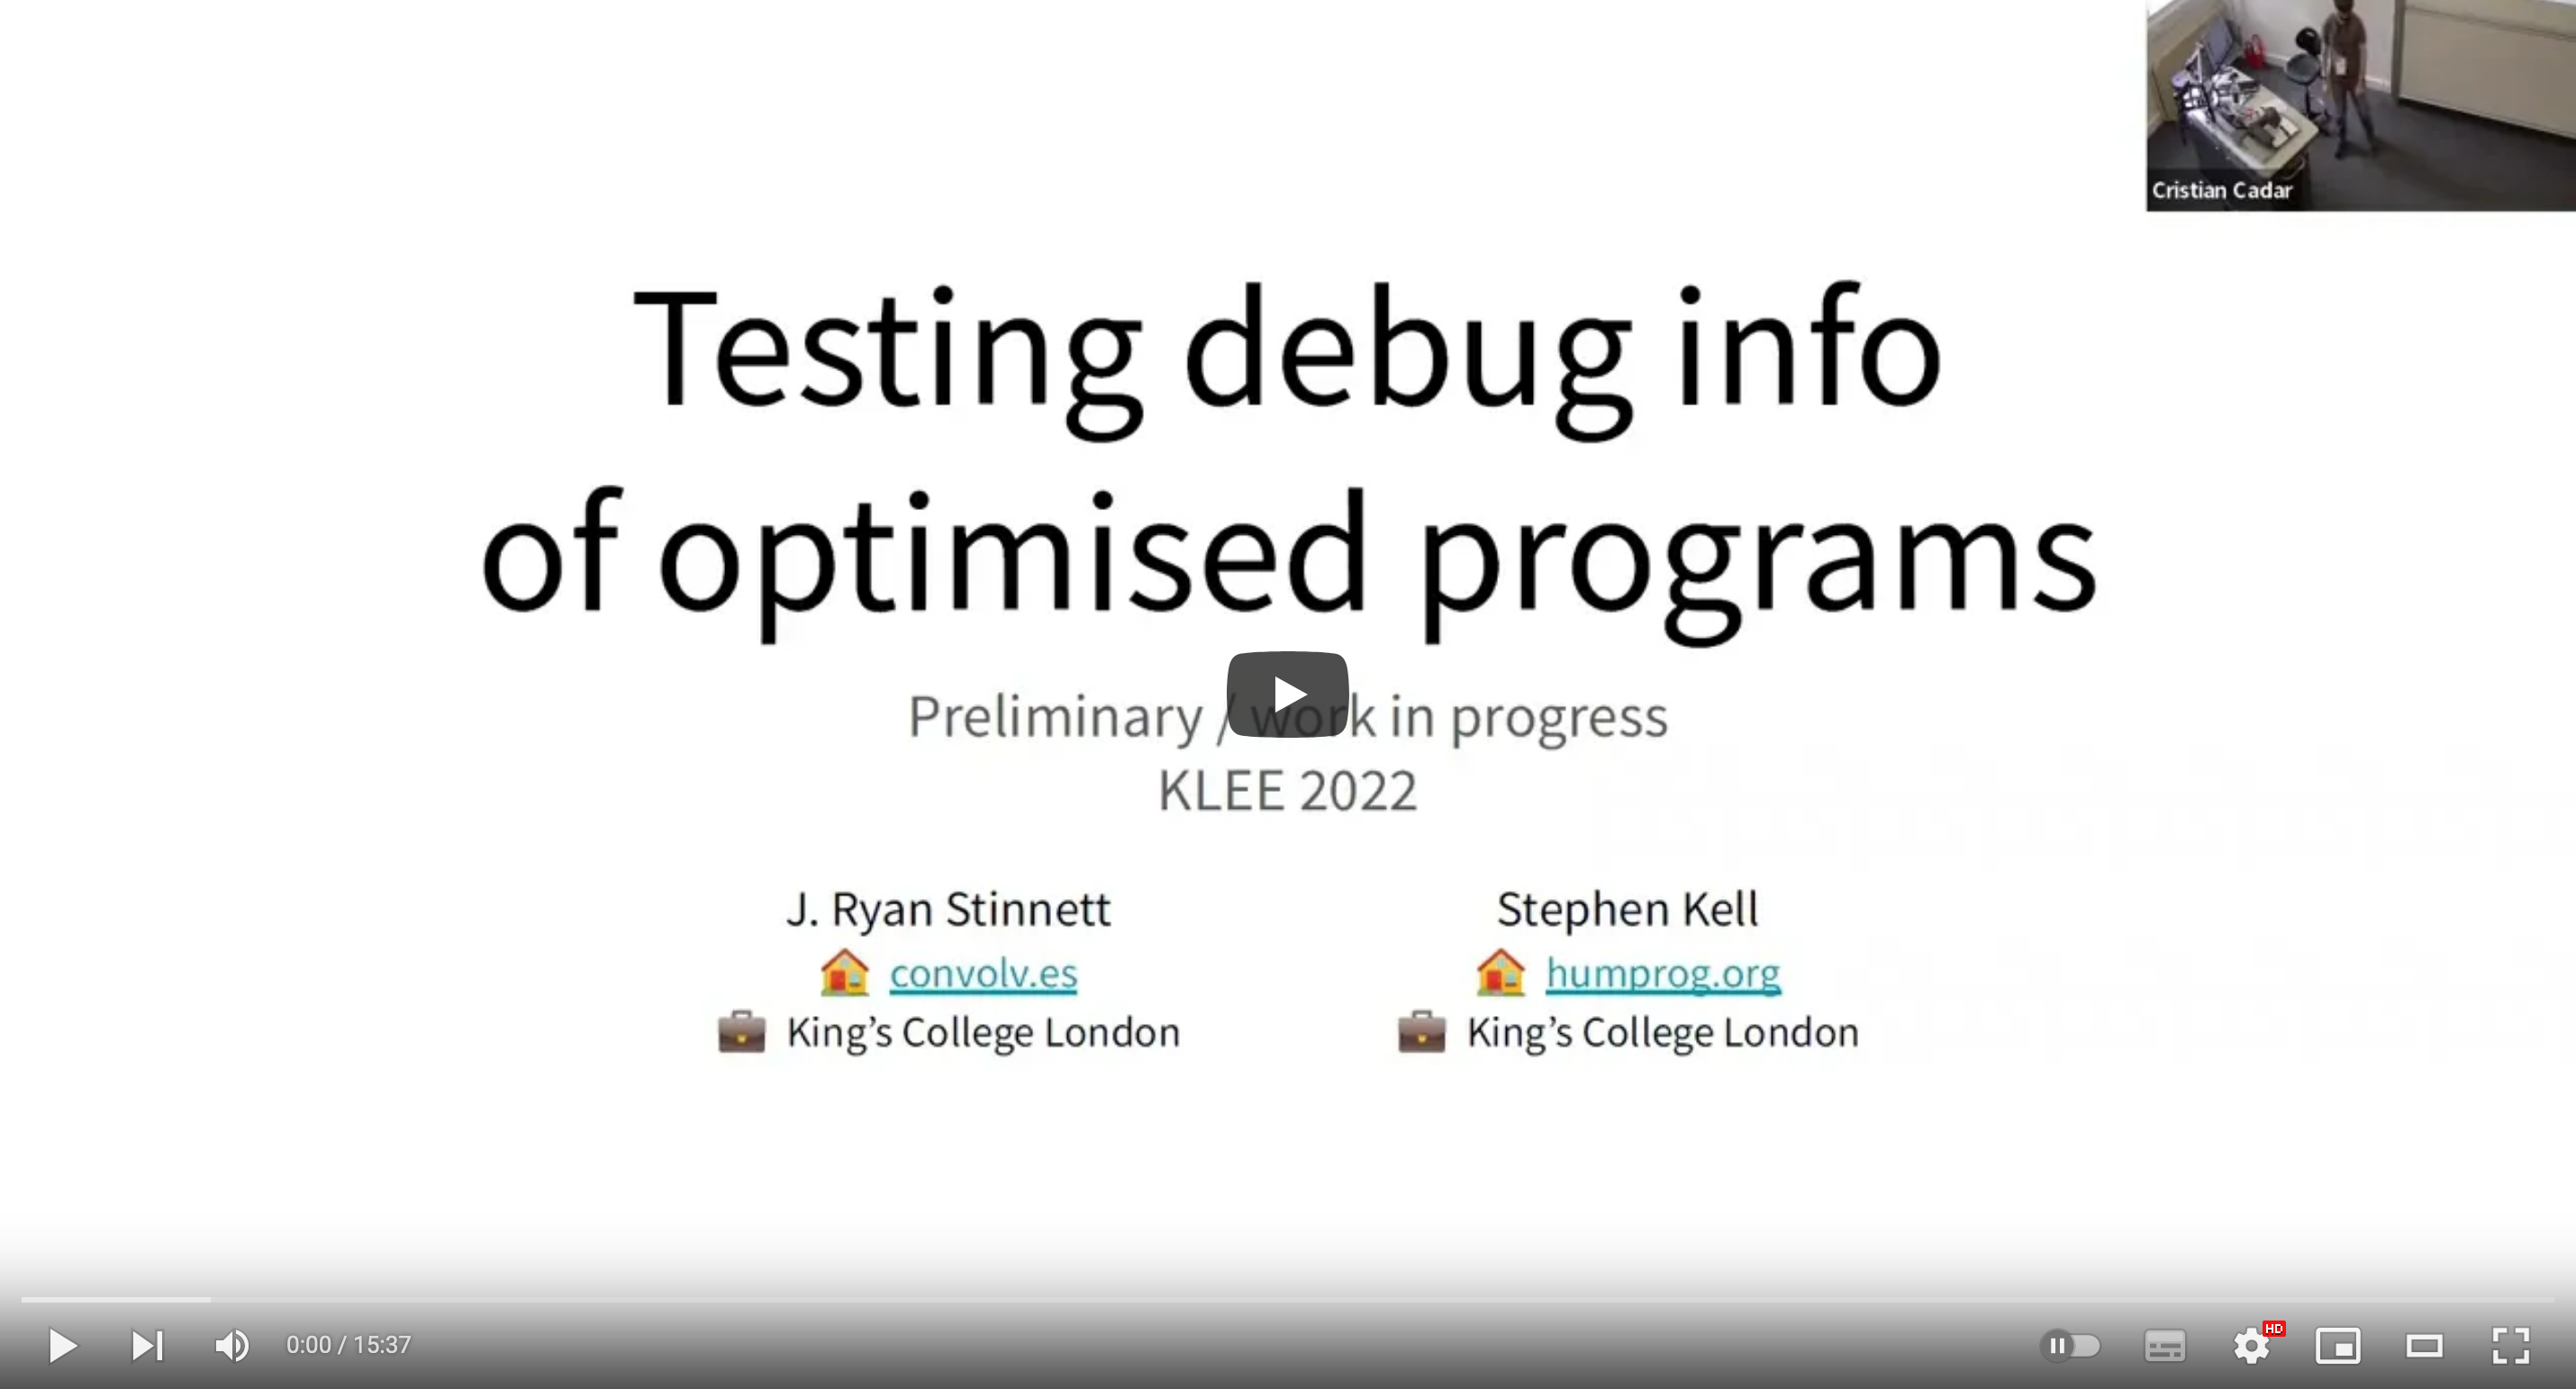 Cristian Cadar
Testing debug info
of optimised programs
Preliminary / work in progress
KLEE 2022
J. Ryan Stinnett
convolv.es
King’s College London
Stephen Kell
humprog.org
King’s College London
0:00 / 15:37
HD